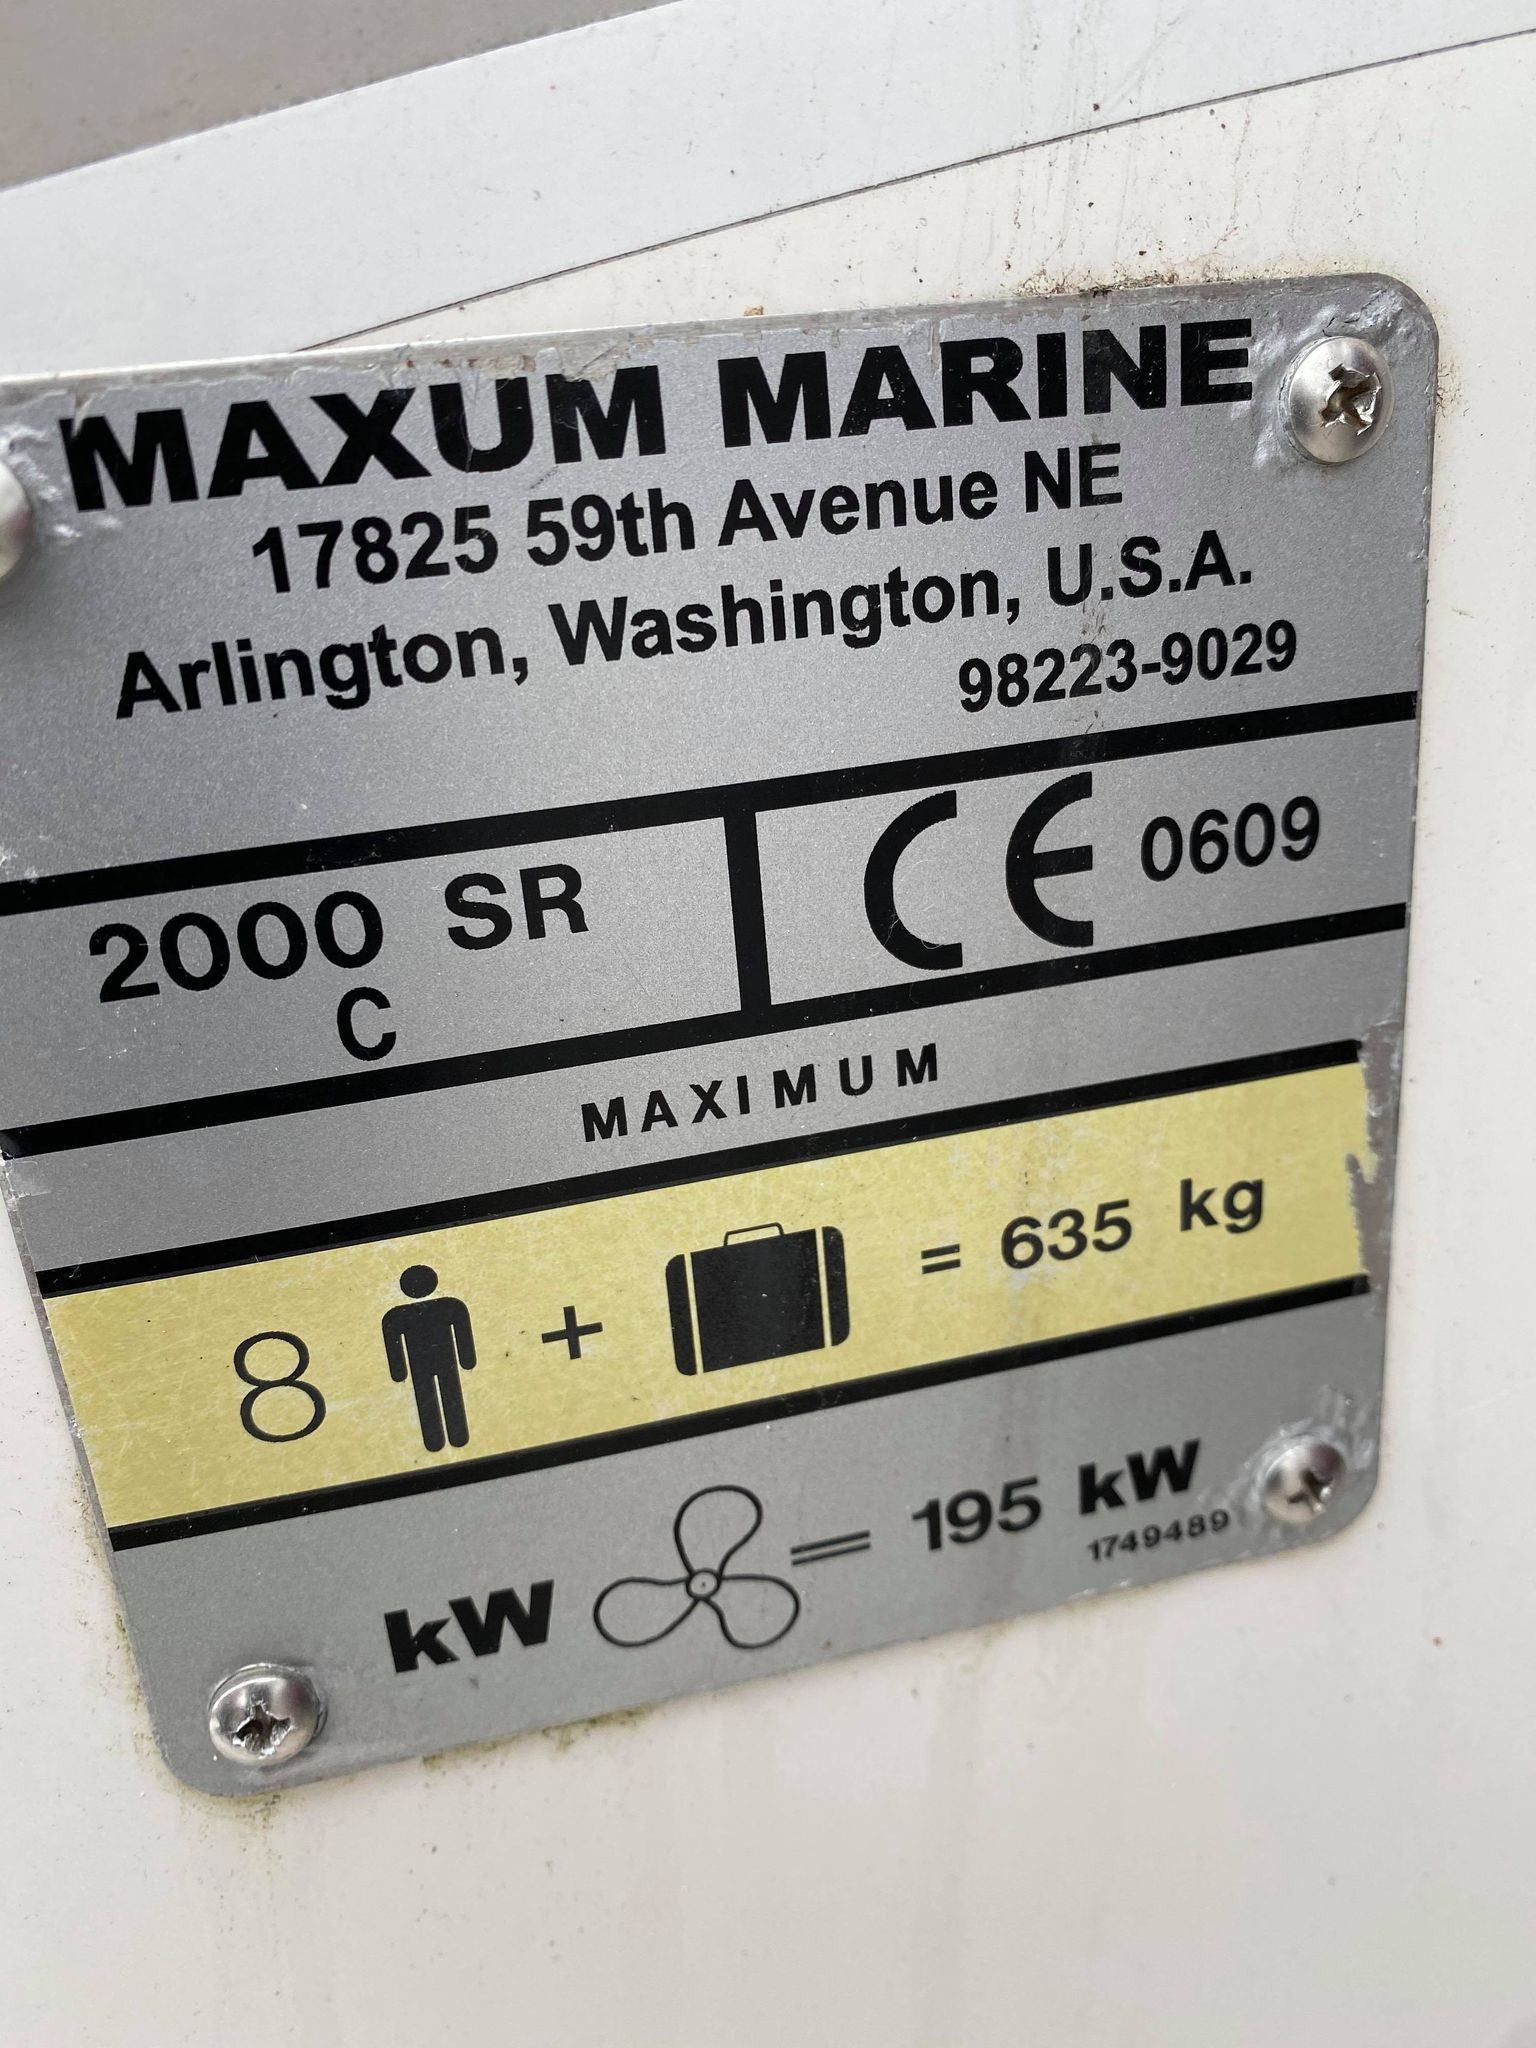 MAXUM MARINE
17825 59th Avenue NE
Arlington, Washington, U.S.A.
98223-9029
2000 SR
C
CE 0609
MAXIMUM
8 + = 635 kg
kW = 195 kW
1749489